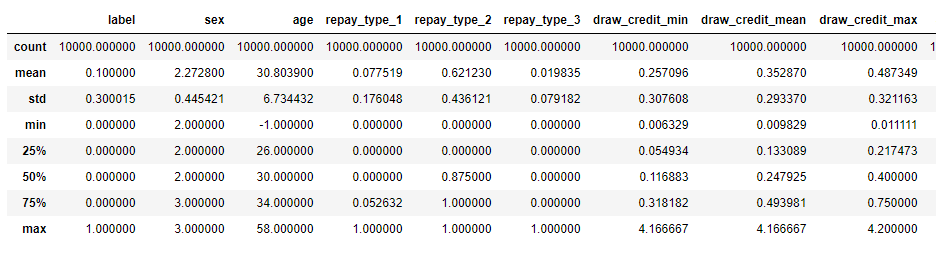 label sex age repay_type_1 repay_type_2 repay_type_3 draw_credit_min draw_credit_mean draw_credit_max
count 10000.000000 10000.000000 10000.000000 10000.000000 10000.000000 10000.000000 10000.000000 10000.000000 10000.000000 1
mean 0.100000 2.272800 30.803900 0.077519 0.621230 0.019835 0.257096 0.352870 0.487349
std 0.300015 0.445421 6.734432 0.176048 0.436121 0.079182 0.307608 0.293370 0.321163
min 0.000000 2.000000 -1.000000 0.000000 0.000000 0.000000 0.006329 0.009829 0.011111
25% 0.000000 2.000000 26.000000 0.000000 0.000000 0.000000 0.054934 0.133089 0.217473
50% 0.000000 2.000000 30.000000 0.000000 0.875000 0.000000 0.116883 0.247925 0.400000
75% 0.000000 3.000000 34.000000 0.052632 1.000000 0.000000 0.318182 0.493981 0.750000
max 1.000000 3.000000 58.000000 1.000000 1.000000 1.000000 4.166667 4.166667 4.200000